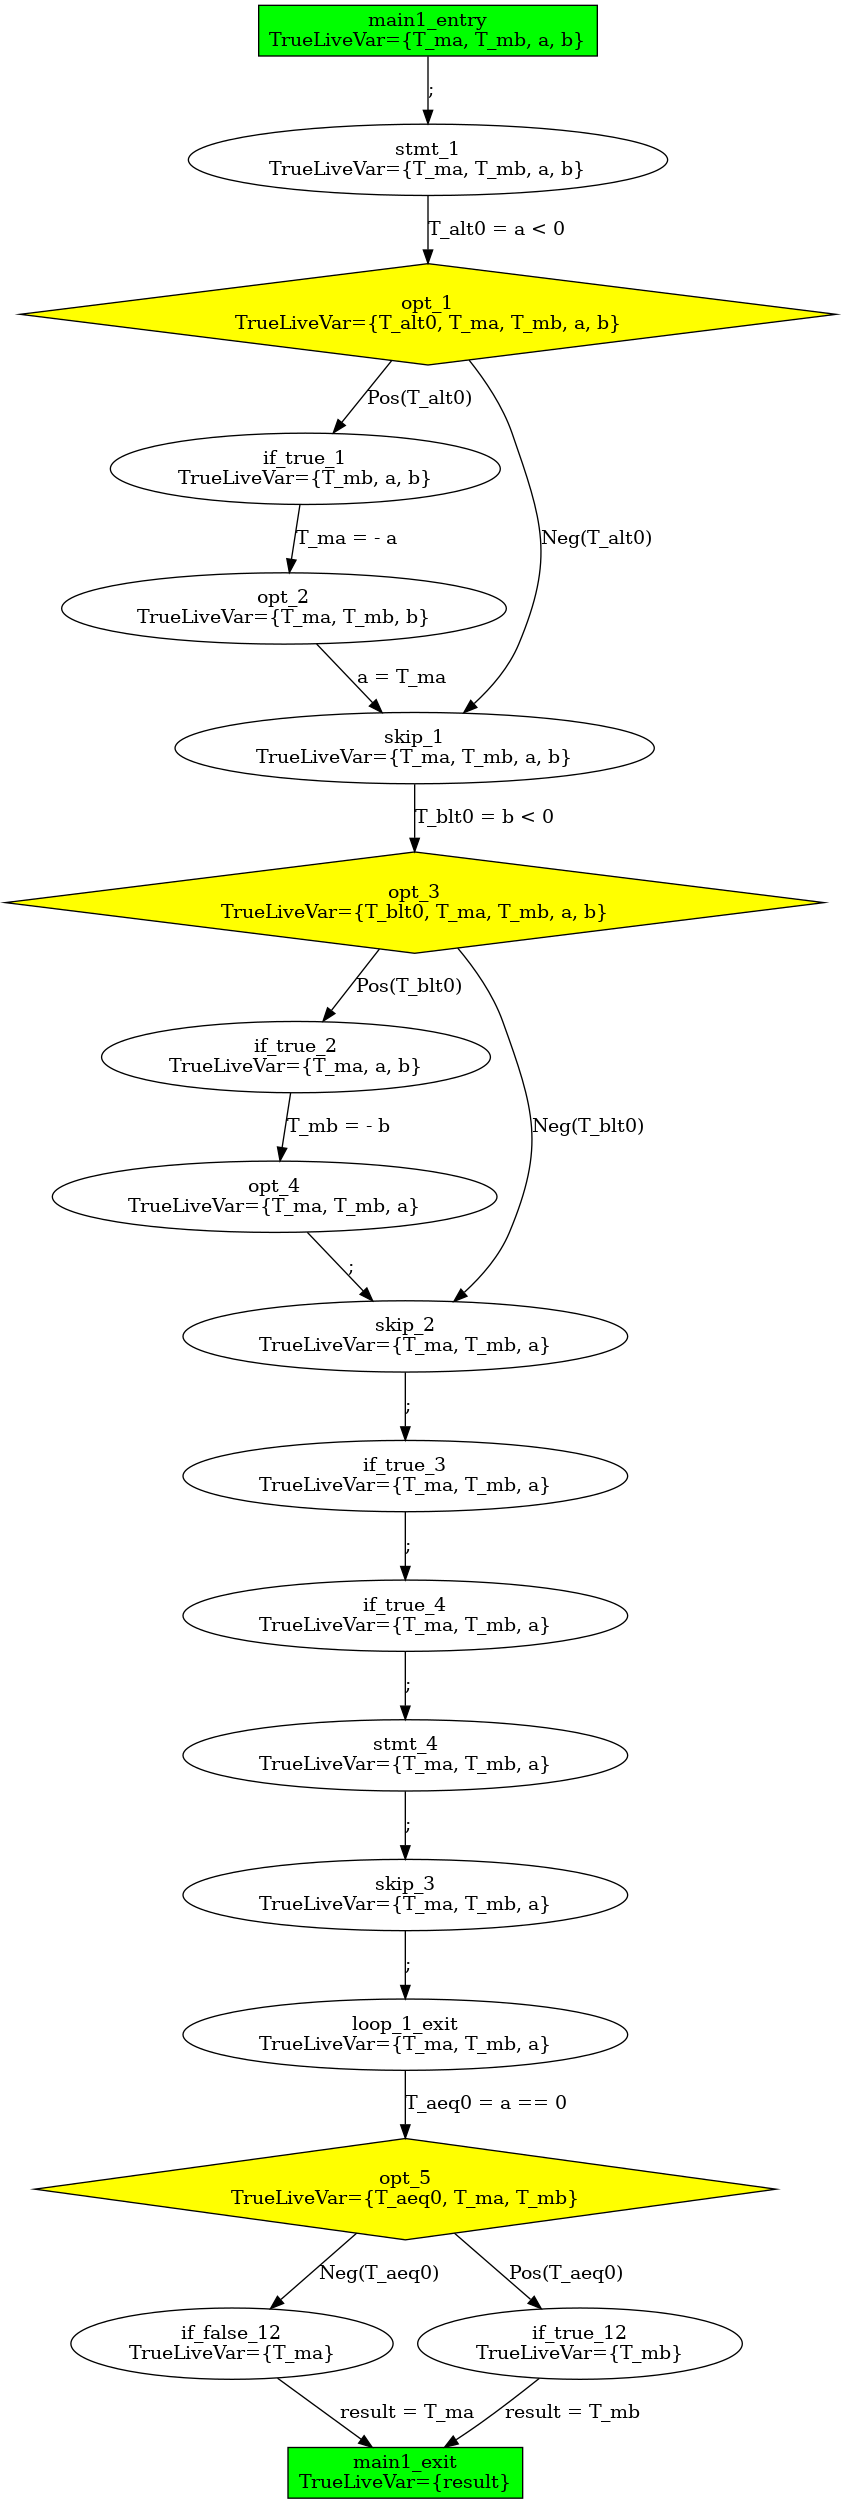 main1_entry
TrueLiveVar={T_ma, T_mb, a, b}
;
stmt_1
TrueLiveVar={T_ma, T_mb, a, b}
T_alt0 = a < 0
opt_1
TrueLiveVar={T_alt0, T_ma, T_mb, a, b}
Pos(T_alt0)
if_true_1
TrueLiveVar={T_mb, a, b}
T_ma = - a
Neg(T_alt0)
opt_2
TrueLiveVar={T_ma, T_mb, b}
a = T_ma
skip_1
TrueLiveVar={T_ma, T_mb, a, b}
T_blt0 = b < 0
opt_3
TrueLiveVar={T_blt0, T_ma, T_mb, a, b}
Pos(T_blt0)
if_true_2
TrueLiveVar={T_ma, a, b}
T_mb = - b
Neg(T_blt0)
opt_4
TrueLiveVar={T_ma, T_mb, a}
;
skip_2
TrueLiveVar={T_ma, T_mb, a}
;
if_true_3
TrueLiveVar={T_ma, T_mb, a}
;
if_true_4
TrueLiveVar={T_ma, T_mb, a}
;
stmt_4
TrueLiveVar={T_ma, T_mb, a}
;
skip_3
TrueLiveVar={T_ma, T_mb, a}
;
loop_1_exit
TrueLiveVar={T_ma, T_mb, a}
T_aeq0 = a == 0
opt_5
TrueLiveVar={T_aeq0, T_ma, T_mb}
Neg(T_aeq0)
Pos(T_aeq0)
if_false_12
TrueLiveVar={T_ma}
if_true_12
TrueLiveVar={T_mb}
result = T_ma
result = T_mb
main1_exit
TrueLiveVar={result}